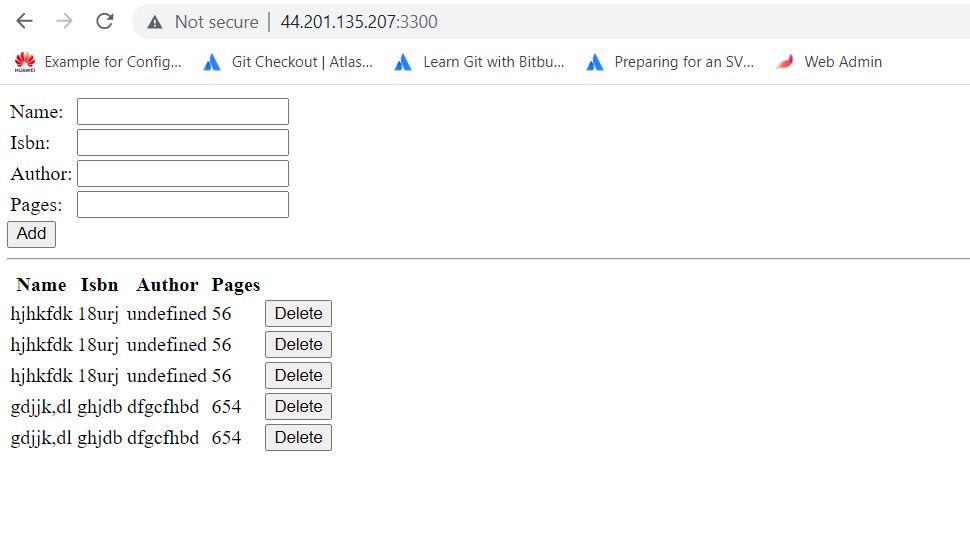 Not secure | 44.201.135.207:3300
HUAWEI Example for Config... Git Checkout | Atlas... Learn Git with Bitbu... Preparing for an SV... Web Admin
Name:
Isbn:
Author:
Pages:
Add
Name Isbn Author Pages
hjhkfdk 18urj undefined 56 Delete
hjhkfdk 18urj undefined 56 Delete
hjhkfdk 18urj undefined 56 Delete
gdjjk,dl ghjdb dfgcfhbd 654 Delete
gdjjk,dl ghjdb dfgcfhbd 654 Delete